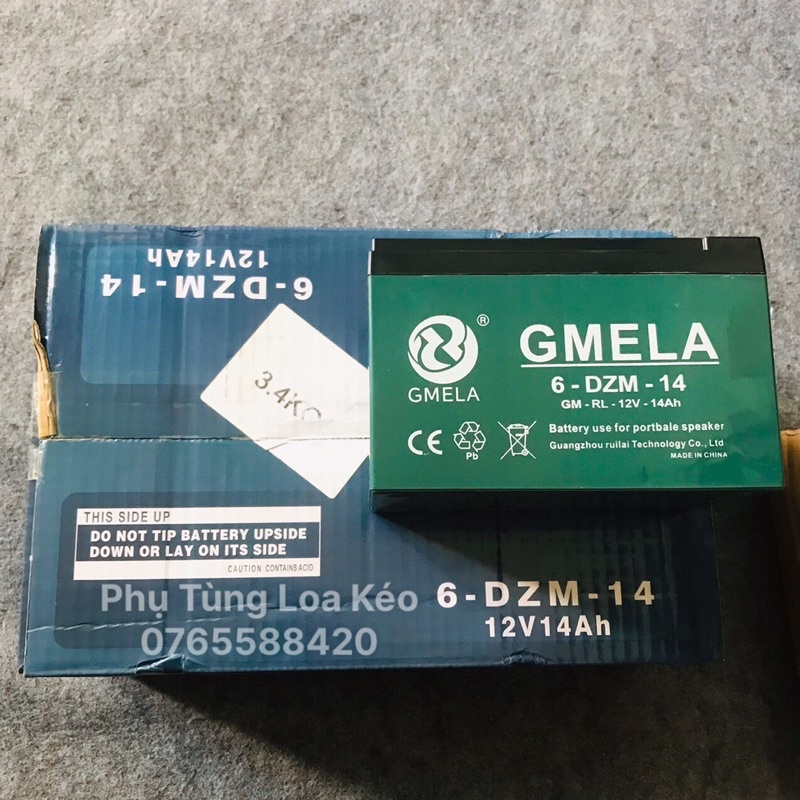 6-DZM-14
12V14Ah
3.4KG
GMELA
®
GMELA
6 - DZM - 14
GM - RL - 12V - 14Ah
Battery use for portbale speaker
Guangzhou ruilai Technology Co., Ltd
MADE IN CHINA
Pb
THIS SIDE UP
DO NOT TIP BATTERY UPSIDE
DOWN OR LAY ON ITS SIDE
CAUTION CONTAINS ACID
Phụ Tùng Loa Kéo
0765588420
6-DZM-14
12V14Ah